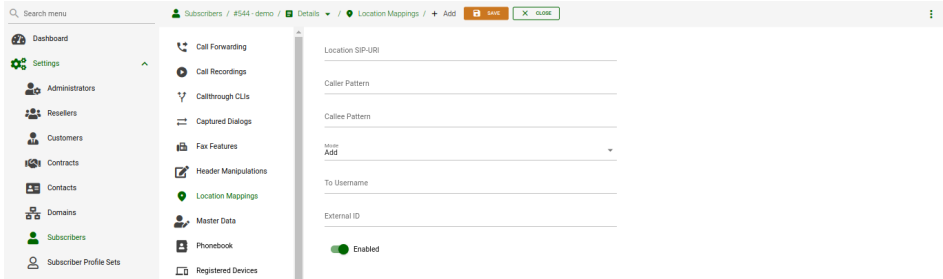 Search menu
Subscribers / #544 - demo / Details / Location Mappings / + Add SAVE CLOSE
Dashboard
Settings
Administrators
Resellers
Customers
Contracts
Contacts
Domains
Subscribers
Subscriber Profile Sets
Call Forwarding
Call Recordings
Callthrough CLIs
Captured Dialogs
Fax Features
Header Manipulations
Location Mappings
Master Data
Phonebook
Registered Devices
Location SIP-URI
Caller Pattern
Callee Pattern
Mode
Add
To Username
External ID
Enabled